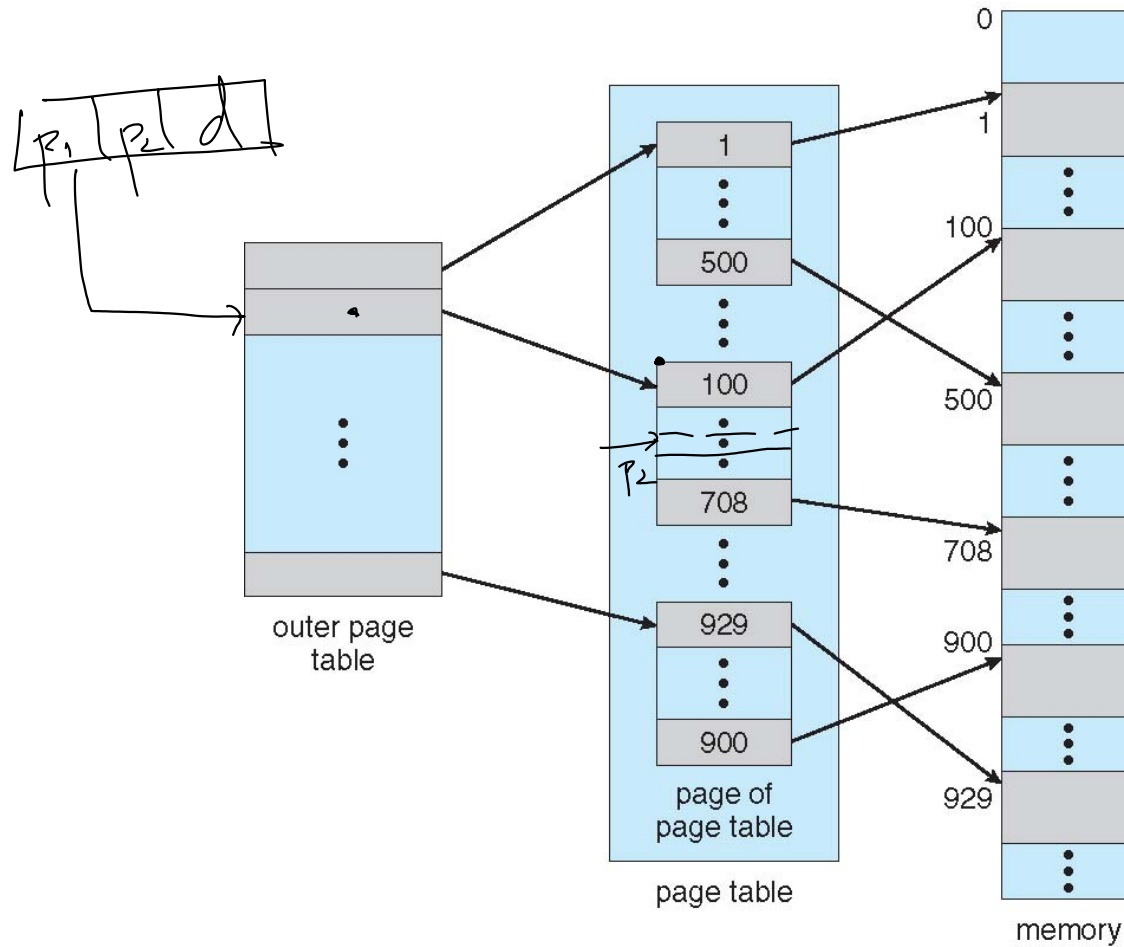 p1 p2 d
outer page
table
1
500
100
p2
708
929
900
page of
page table
page table
0
1
100
500
708
900
929
memory